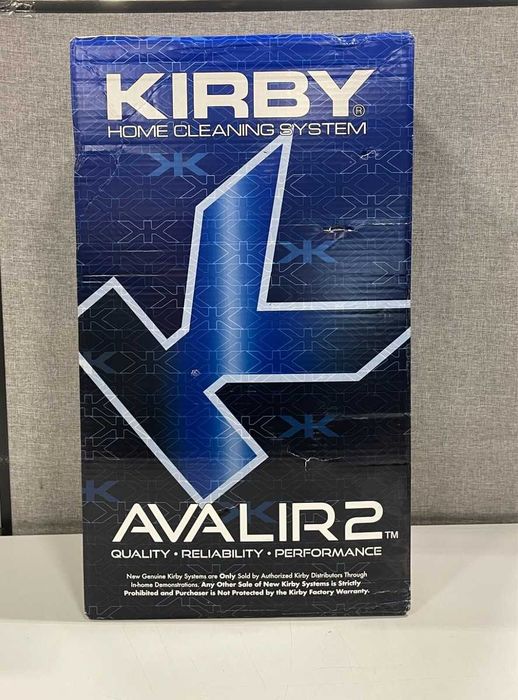 KIRBY®
HOME CLEANING SYSTEM
AVALIR2™
QUALITY • RELIABILITY • PERFORMANCE
New Genuine Kirby Systems are Only Sold by Authorized Kirby Distributors Through
In-home Demonstrations. Any Other Sale of New Kirby Systems is Strictly
Prohibited and Purchaser is Not Protected by the Kirby Factory Warranty.